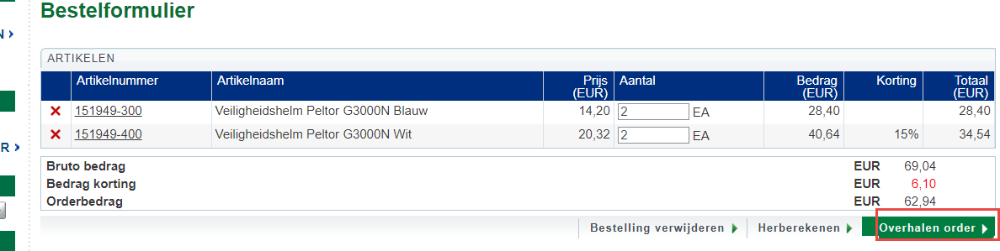 Bestelformulier
N
ARTIKELEN
Artikelnummer Artikelnaam Prijs (EUR) Aantal Bedrag (EUR) Korting Totaal (EUR)
151949-300 Veiligheidshelm Peltor G3000N Blauw 14,20 2 EA 28,40 28,40
151949-400 Veiligheidshelm Peltor G3000N Wit 20,32 2 EA 40,64 15% 34,54
R
Bruto bedrag EUR 69,04
Bedrag korting EUR 6,10
Orderbedrag EUR 62,94
Bestelling verwijderen Herberekenen Overhalen order